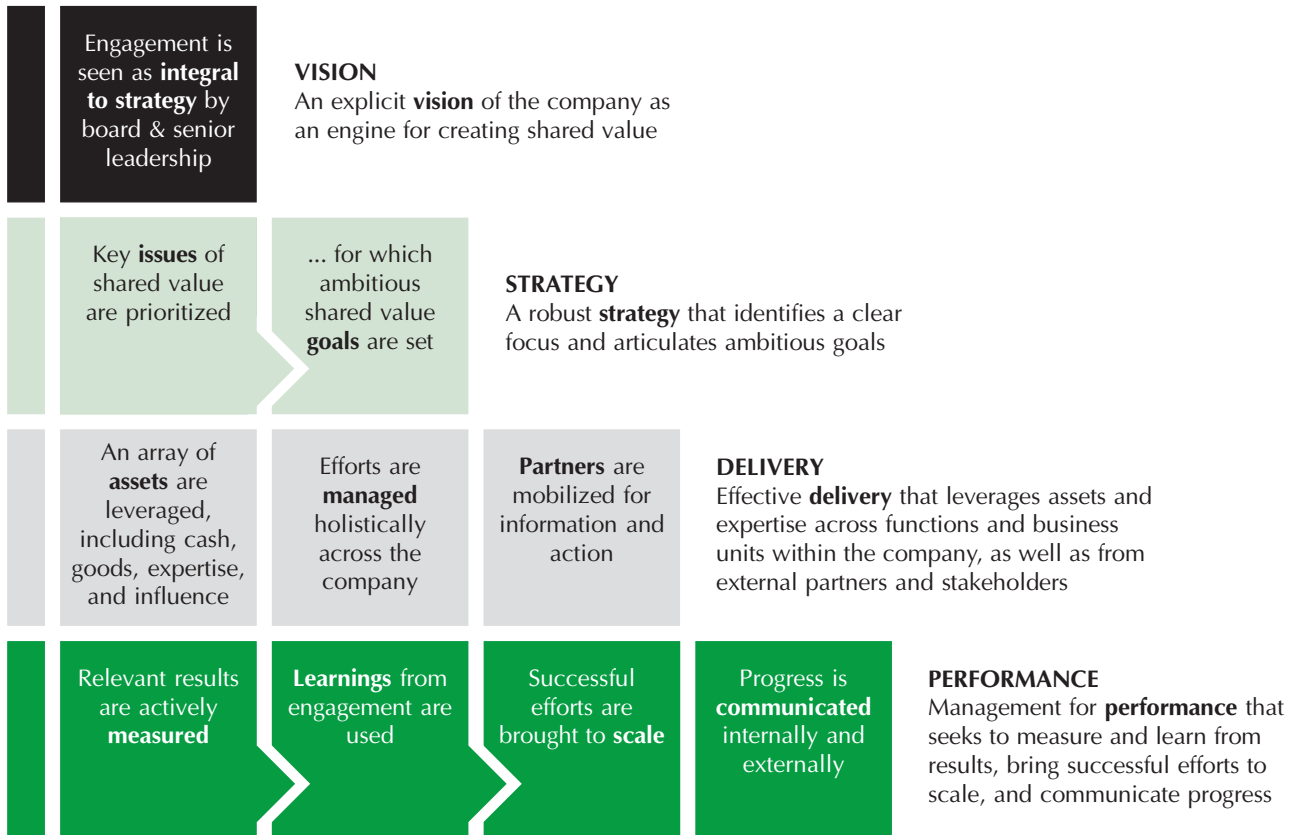 Engagement is
seen as integral
to strategy by
board & senior
leadership
VISION
An explicit vision of the company as
an engine for creating shared value
Key issues of
shared value
are prioritized
... for which
ambitious
shared value
goals are set
STRATEGY
A robust strategy that identifies a clear
focus and articulates ambitious goals
An array of
assets are
leveraged,
including cash,
goods, expertise,
and influence
Efforts are
managed
holistically
across the
company
Partners are
mobilized for
information and
action
DELIVERY
Effective delivery that leverages assets and
expertise across functions and business
units within the company, as well as from
external partners and stakeholders
Relevant results
are actively
measured
Learnings from
engagement are
used
Successful
efforts are
brought to scale
Progress is
communicated
internally and
externally
PERFORMANCE
Management for performance that
seeks to measure and learn from
results, bring successful efforts to
scale, and communicate progress